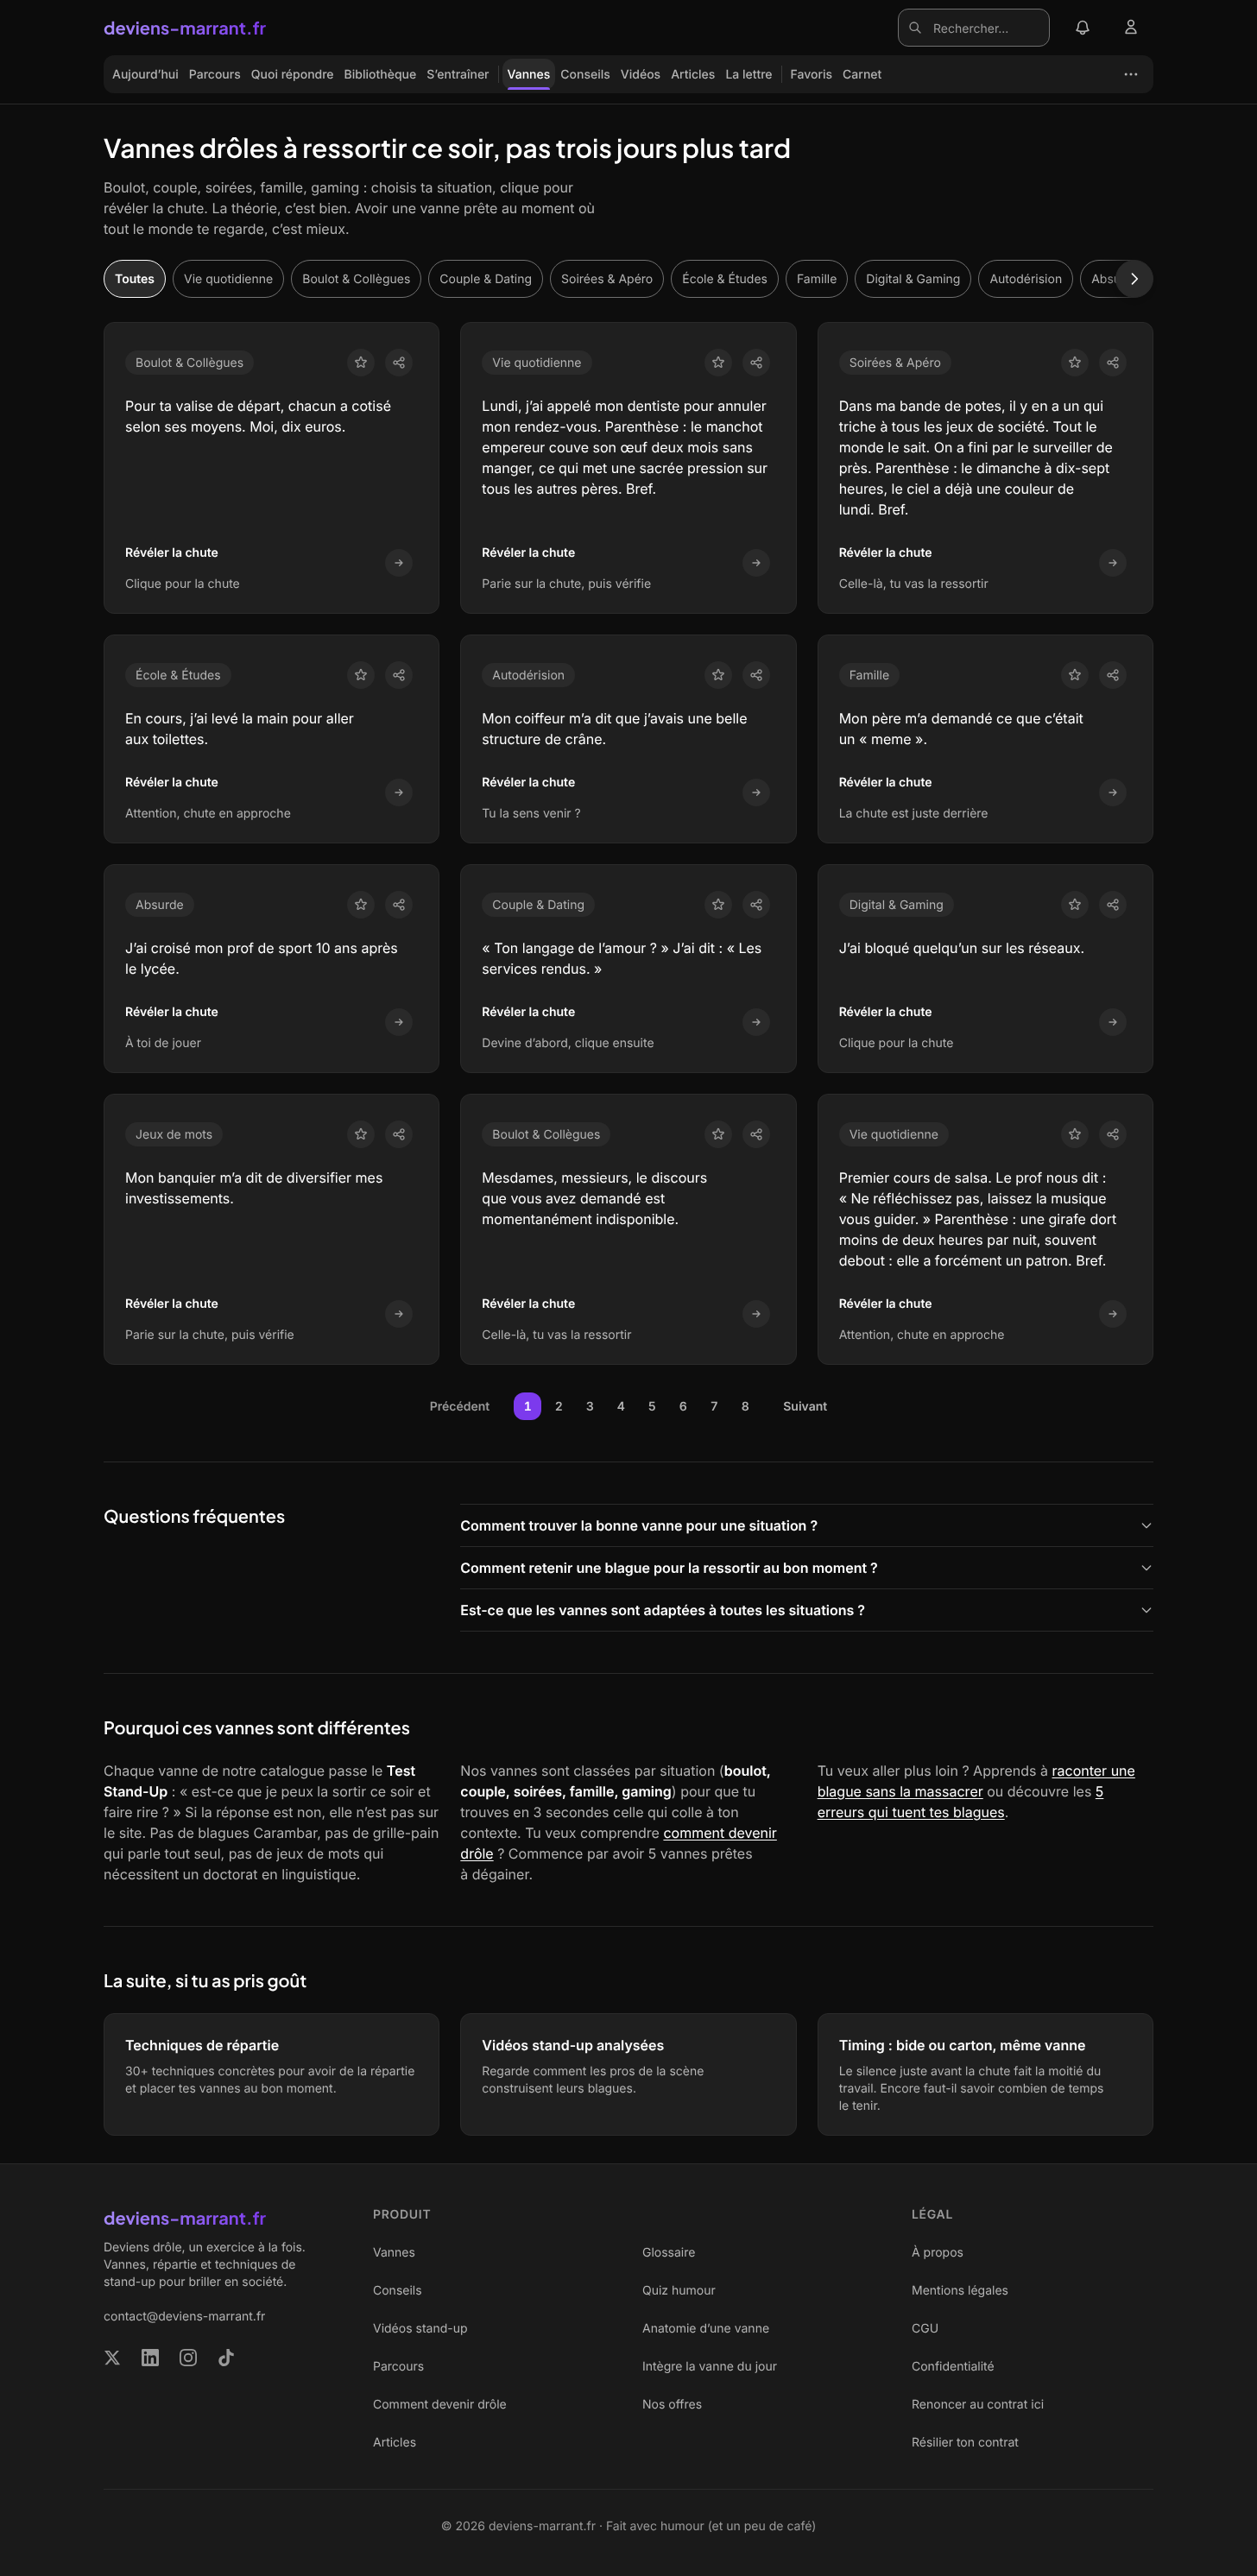 deviens-marrant.fr
Rechercher...
Aujourd’hui Parcours Quoi répondre Bibliothèque S’entraîner Vannes Conseils Vidéos Articles La lettre Favoris Carnet
Vannes drôles à ressortir ce soir, pas trois jours plus tard
Boulot, couple, soirées, famille, gaming : choisis ta situation, clique pour
révéler la chute. La théorie, c’est bien. Avoir une vanne prête au moment où
tout le monde te regarde, c’est mieux.
Toutes Vie quotidienne Boulot & Collègues Couple & Dating Soirées & Apéro École & Études Famille Digital & Gaming Autodérision
Boulot & Collègues
Pour ta valise de départ, chacun a cotisé
selon ses moyens. Moi, dix euros.
Révéler la chute
Clique pour la chute
Vie quotidienne
Lundi, j’ai appelé mon dentiste pour annuler
mon rendez-vous. Parenthèse : le manchot
empereur couve son œuf deux mois sans
manger, ce qui met une sacrée pression sur
tous les autres pères. Bref.
Révéler la chute
Parie sur la chute, puis vérifie
Soirées & Apéro
Dans ma bande de potes, il y en a un qui
triche à tous les jeux de société. Tout le
monde le sait. On a fini par le surveiller de
près. Parenthèse : le dimanche à dix-sept
heures, le ciel a déjà une couleur de
lundi. Bref.
Révéler la chute
Celle-là, tu vas la ressortir
École & Études
En cours, j’ai levé la main pour aller
aux toilettes.
Révéler la chute
Attention, chute en approche
Autodérision
Mon coiffeur m’a dit que j’avais une belle
structure de crâne.
Révéler la chute
Tu la sens venir ?
Famille
Mon père m’a demandé ce que c’était
un « meme ».
Révéler la chute
La chute est juste derrière
Absurde
J’ai croisé mon prof de sport 10 ans après
le lycée.
Révéler la chute
À toi de jouer
Couple & Dating
« Ton langage de l’amour ? » J’ai dit : « Les
services rendus. »
Révéler la chute
Devine d’abord, clique ensuite
Digital & Gaming
J’ai bloqué quelqu’un sur les réseaux.
Révéler la chute
Clique pour la chute
Jeux de mots
Mon banquier m’a dit de diversifier mes
investissements.
Révéler la chute
Parie sur la chute, puis vérifie
Boulot & Collègues
Mesdames, messieurs, le discours
que vous avez demandé est
momentanément indisponible.
Révéler la chute
Celle-là, tu vas la ressortir
Vie quotidienne
Premier cours de salsa. Le prof nous dit :
« Ne réfléchissez pas, laissez la musique
vous guider. » Parenthèse : une girafe dort
moins de deux heures par nuit, souvent
debout : elle a forcément un patron. Bref.
Révéler la chute
Attention, chute en approche
Précédent 1 2 3 4 5 6 7 8 Suivant
Questions fréquentes
Comment trouver la bonne vanne pour une situation ?
Comment retenir une blague pour la ressortir au bon moment ?
Est-ce que les vannes sont adaptées à toutes les situations ?
Pourquoi ces vannes sont différentes
Chaque vanne de notre catalogue passe le Test
Stand-Up : « est-ce que je peux la sortir ce soir et
faire rire ? » Si la réponse est non, elle n’est pas sur
le site. Pas de blagues Carambar, pas de grille-pain
qui parle tout seul, pas de jeux de mots qui
nécessitent un doctorat en linguistique.
Nos vannes sont classées par situation (boulot,
couple, soirées, famille, gaming) pour que tu
trouves en 3 secondes celle qui colle à ton
contexte. Tu veux comprendre comment devenir
drôle ? Commence par avoir 5 vannes prêtes
à dégainer.
Tu veux aller plus loin ? Apprends à raconter une
blague sans la massacrer ou découvre les 5
erreurs qui tuent tes blagues.
La suite, si tu as pris goût
Techniques de répartie
30+ techniques concrètes pour avoir de la répartie
et placer tes vannes au bon moment.
Vidéos stand-up analysées
Regarde comment les pros de la scène
construisent leurs blagues.
Timing : bide ou carton, même vanne
Le silence juste avant la chute fait la moitié du
travail. Encore faut-il savoir combien de temps
le tenir.
deviens-marrant.fr
Deviens drôle, un exercice à la fois.
Vannes, répartie et techniques de
stand-up pour briller en société.
contact@deviens-marrant.fr
PRODUIT
Vannes
Conseils
Vidéos stand-up
Parcours
Comment devenir drôle
Articles
Glossaire
Quiz humour
Anatomie d’une vanne
Intègre la vanne du jour
Nos offres
LÉGAL
À propos
Mentions légales
CGU
Confidentialité
Renoncer au contrat ici
Résilier ton contrat
© 2026 deviens-marrant.fr · Fait avec humour (et un peu de café)